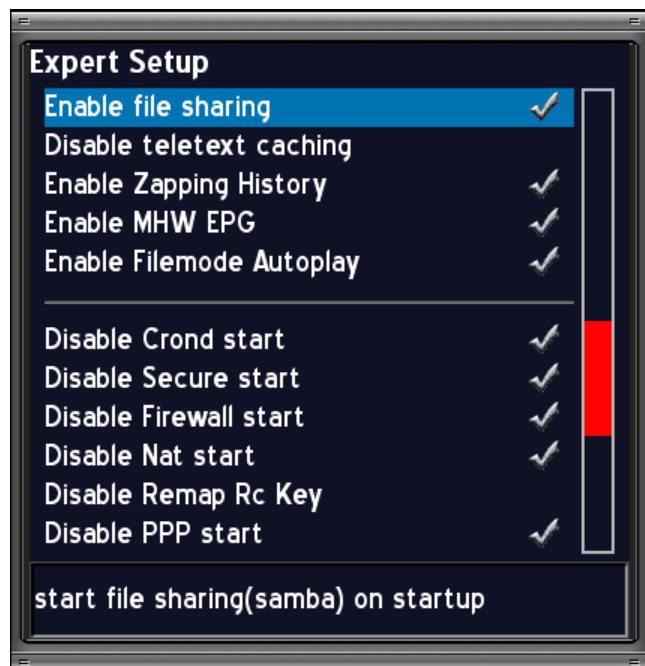 Expert Setup
Enable file sharing
Disable teletext caching
Enable Zapping History
Enable MHW EPG
Enable Filemode Autoplay
Disable Crond start
Disable Secure start
Disable Firewall start
Disable Nat start
Disable Remap Rc Key
Disable PPP start
start file sharing(samba) on startup